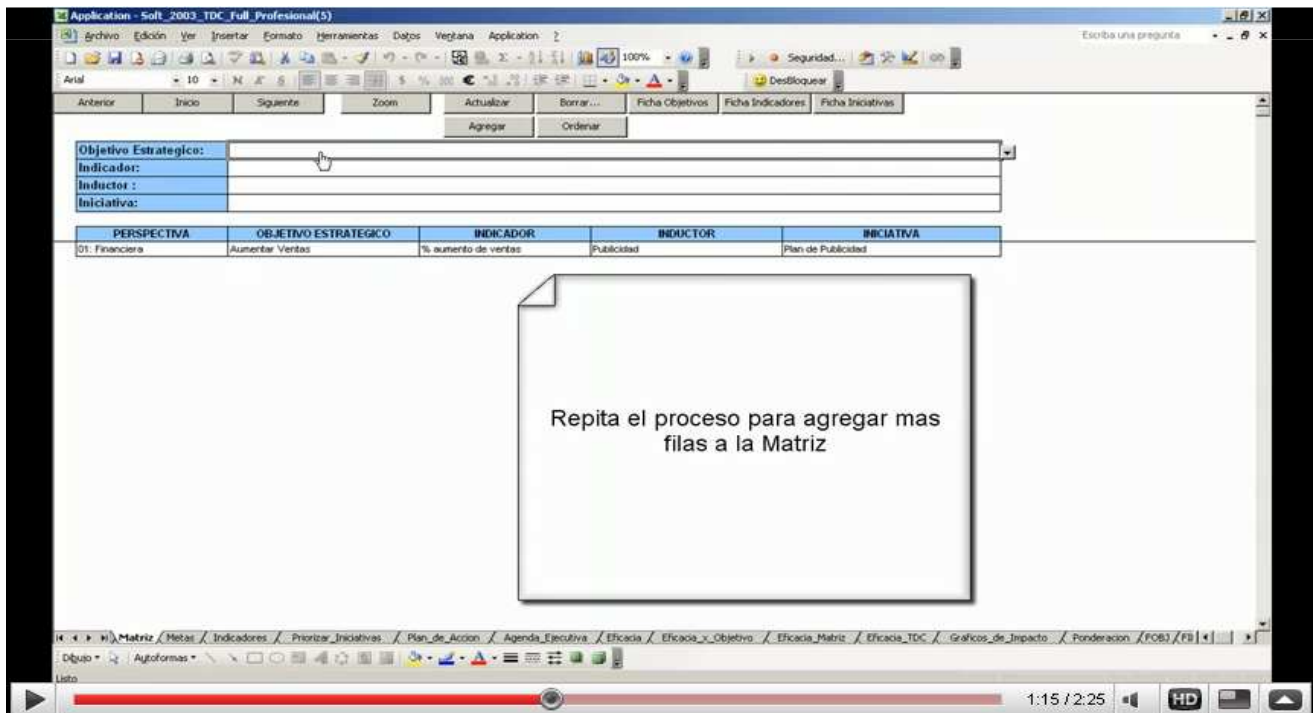 Application - Soft_2003_TDC_Full_Profesional(5)
Archivo Edición Ver Insertar Formato Herramientas Datos Ventana Application ? Escriba una pregunta
100% Seguridad...
Arial 10 N K S $ % 000 € DesBloquear
Anterior Inicio Siguiente Zoom Actualizar Borrar... Ficha Objetivos Ficha Indicadores Ficha Iniciativas
Agregar Ordenar
Objetivo Estrategico:
Indicador:
Inductor :
Iniciativa:
PERSPECTIVA OBJETIVO ESTRATEGICO INDICADOR INDUCTOR INICIATIVA
01: Financiera Aumentar Ventas % aumento de ventas Publicidad Plan de Publicidad
Repita el proceso para agregar mas
filas a la Matriz
Matriz / Metas / Indicadores / Priorizar_Iniciativas / Plan_de_Accion / Agenda_Ejecutiva / Eficacia / Eficacia_x_Objetivo / Eficacia_Matriz / Eficacia_TDC / Graficos_de_Impacto / Ponderacion / FOBJ /
Dibujo Autoformas
Listo
1:15 / 2:25 HD